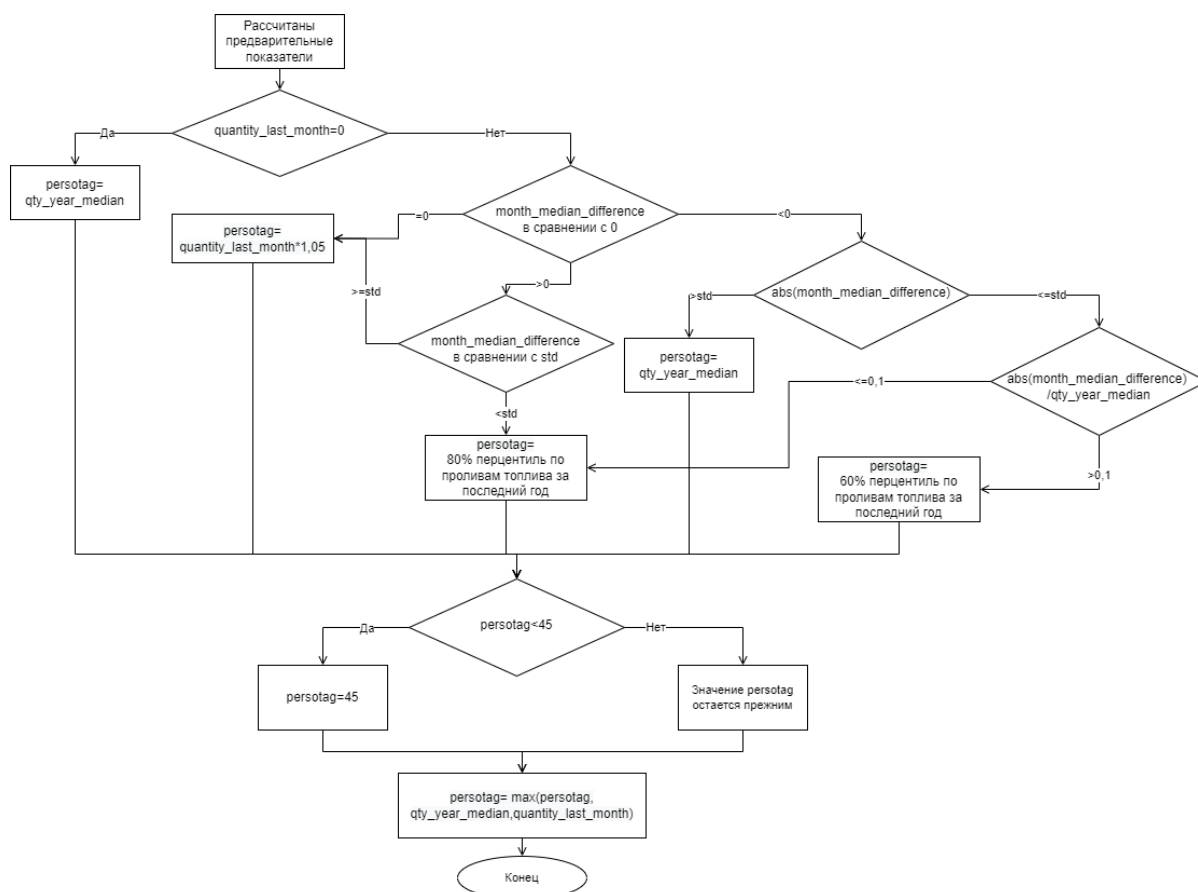 Рассчитаны
предварительные
показатели
quantity_last_month=0
Да
Нет
persotag=
qty_year_median
month_median_difference
в сравнении с 0
=0
<0
>0
persotag=
quantity_last_month*1,05
>=std
month_median_difference
в сравнении с std
<std
abs(month_median_difference)
>std
<=std
persotag=
qty_year_median
abs(month_median_difference)
/qty_year_median
<=0,1
>0,1
persotag=
80% перцентиль по
проливам топлива за
последний год
persotag=
60% перцентиль по
проливам топлива за
последний год
persotag<45
Да
Нет
persotag=45
Значение persotag
остается прежним
persotag= max(persotag,
qty_year_median,quantity_last_month)
Конец